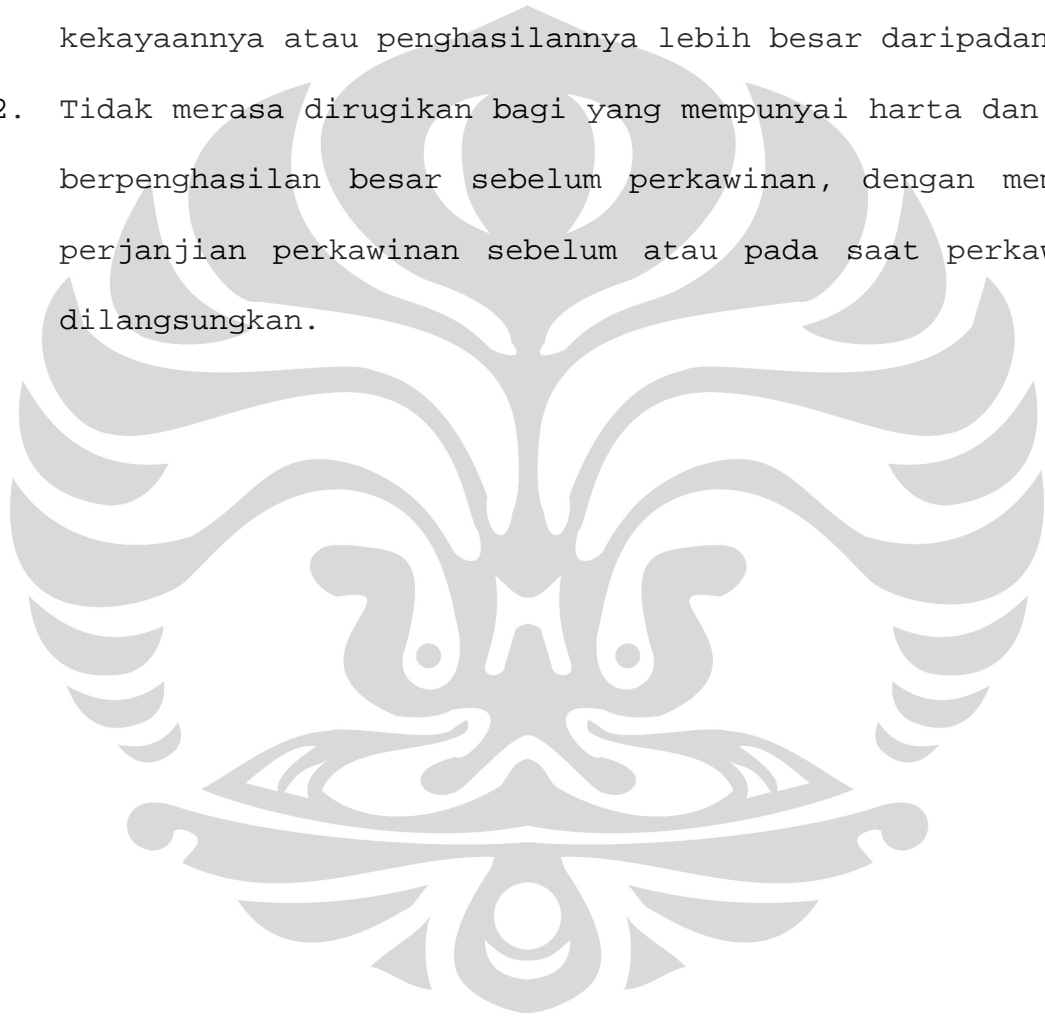 kekayaannya atau penghasilannya lebih besar daripadan
2. Tidak merasa dirugikan bagi yang mempunyai harta dan
berpenghasilan besar sebelum perkawinan, dengan mem
perjanjian perkawinan sebelum atau pada saat perkaw
dilangsungkan.